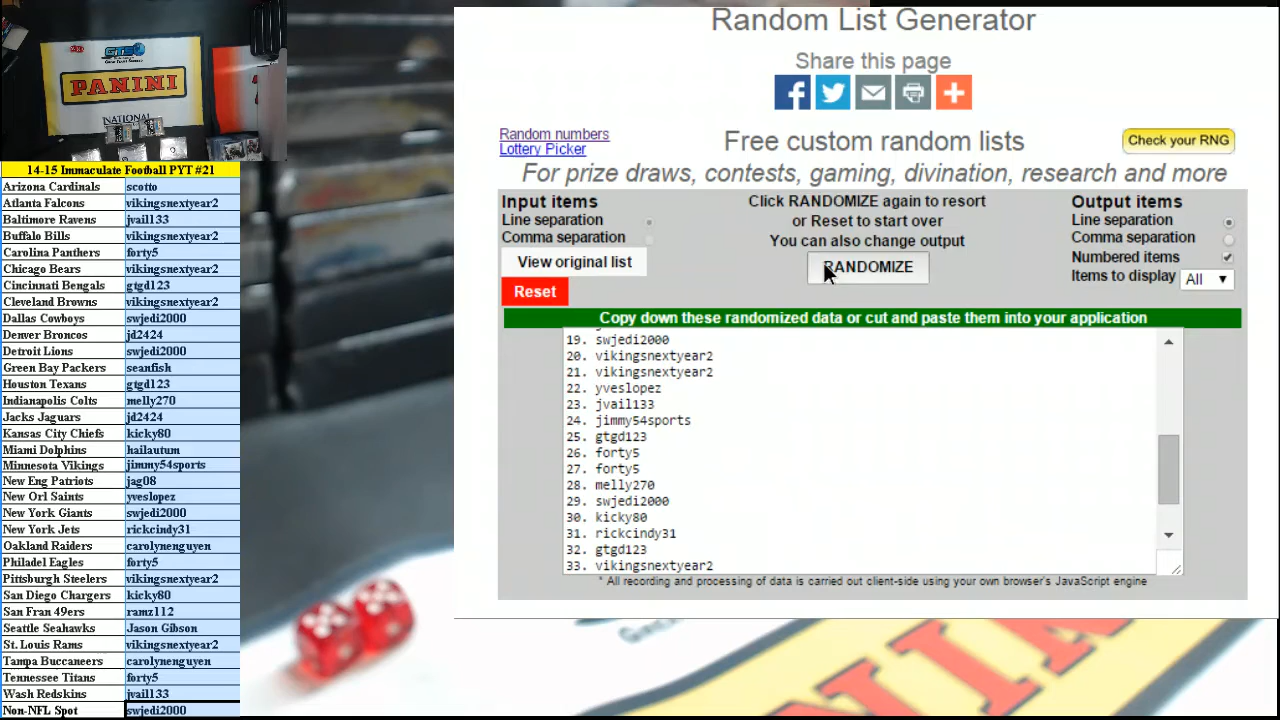 GTS
PANINI
NATIONAL
14-15 Immaculate Football PYT #21
Arizona Cardinals scotto
Atlanta Falcons vikingsnextyear2
Baltimore Ravens jvail133
Buffalo Bills vikingsnextyear2
Carolina Panthers forty5
Chicago Bears vikingsnextyear2
Cincinnati Bengals gtgd123
Cleveland Browns vikingsnextyear2
Dallas Cowboys swjedi2000
Denver Broncos jd2424
Detroit Lions swjedi2000
Green Bay Packers seanfish
Houston Texans gtgd123
Indianapolis Colts melly270
Jacks Jaguars jd2424
Kansas City Chiefs kicky80
Miami Dolphins hailautum
Minnesota Vikings jimmy54sports
New Eng Patriots jag08
New Orl Saints yveslopez
New York Giants swjedi2000
New York Jets rickcindy31
Oakland Raiders carolynenguyen
Philadel Eagles forty5
Pittsburgh Steelers vikingsnextyear2
San Diego Chargers kicky80
San Fran 49ers ramz112
Seattle Seahawks Jason Gibson
St. Louis Rams vikingsnextyear2
Tampa Buccaneers carolynenguyen
Tennessee Titans forty5
Wash Redskins jvail133
Non-NFL Spot swjedi2000
Random List Generator
Share this page
Random numbers
Lottery Picker
Free custom random lists
Check your RNG
For prize draws, contests, gaming, divination, research and more
Input items
Line separation
Comma separation
View original list
Reset
Click RANDOMIZE again to resort
or Reset to start over
You can also change output
RANDOMIZE
Output items
Line separation
Comma separation
Numbered items
Items to display All
Copy down these randomized data or cut and paste them into your application
19. swjedi2000
20. vikingsnextyear2
21. vikingsnextyear2
22. yveslopez
23. jvail133
24. jimmy54sports
25. gtgd123
26. forty5
27. forty5
28. melly270
29. swjedi2000
30. kicky80
31. rickcindy31
32. gtgd123
33. vikingsnextyear2
* All recording and processing of data is carried out client-side using your own browser's JavaScript engine